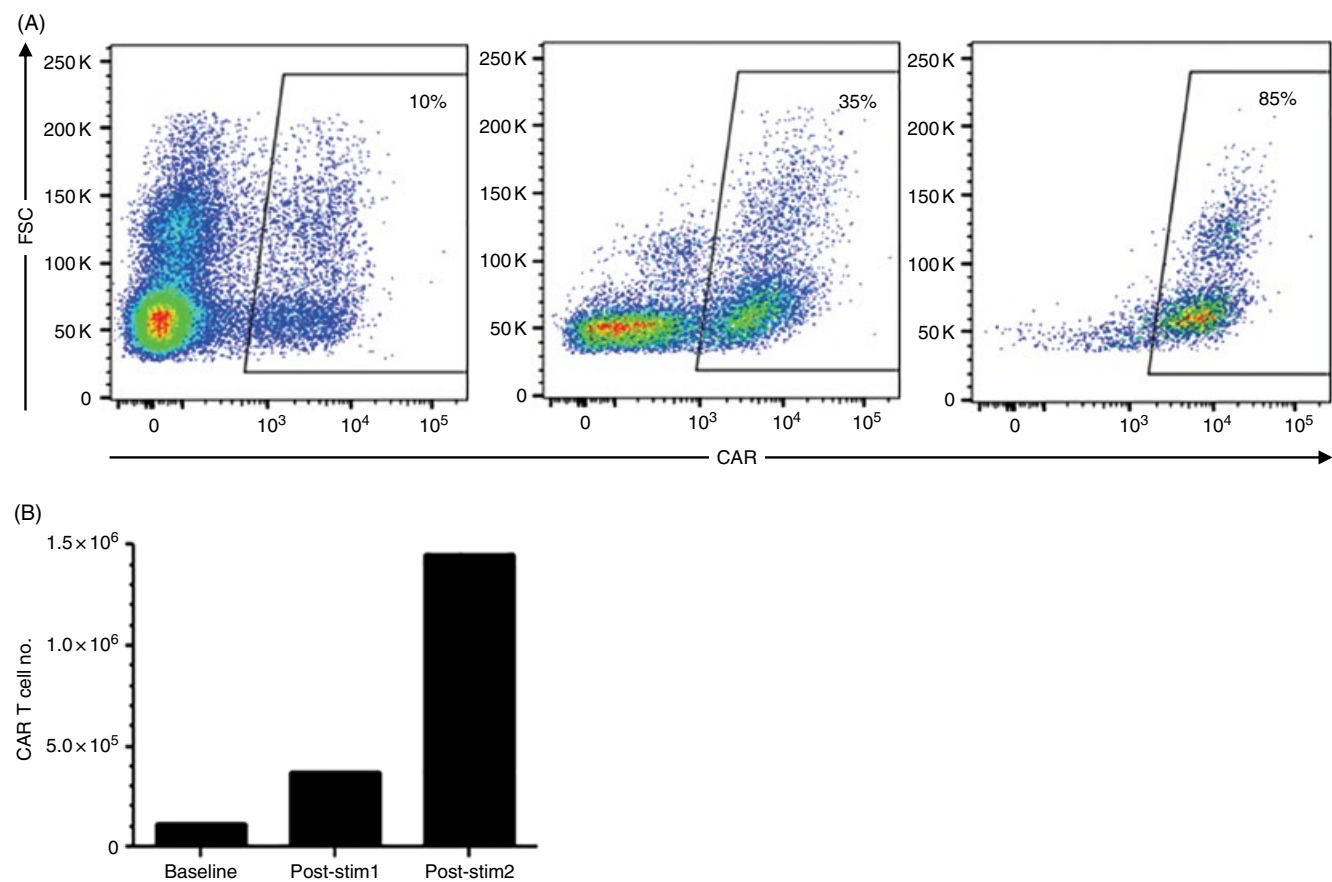 (A)
FSC
250 K
200 K
150 K
100 K
50 K
0
10%
0 10³ 10⁴ 10⁵
250 K
200 K
150 K
100 K
50 K
0
35%
0 10³ 10⁴ 10⁵
250 K
200 K
150 K
100 K
50 K
0
85%
0 10³ 10⁴ 10⁵
CAR
(B)
CAR T cell no.
1.5 × 10⁶
1.0 × 10⁶
5.0 × 10⁵
0
Baseline Post-stim1 Post-stim2